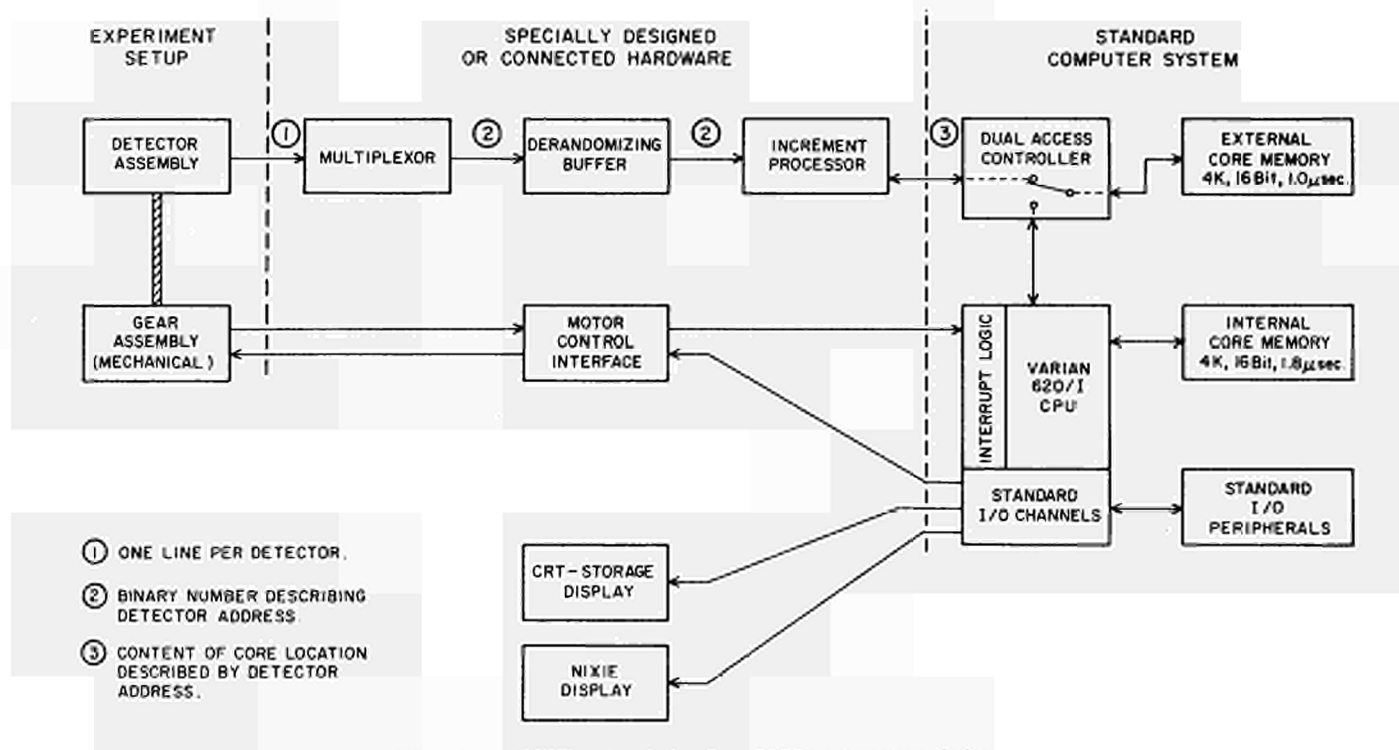 EXPERIMENT
SETUP
SPECIALLY DESIGNED
OR CONNECTED HARDWARE
STANDARD
COMPUTER SYSTEM
DETECTOR
ASSEMBLY
①
MULTIPLEXOR
②
DERANDOMIZING
BUFFER
②
INCREMENT
PROCESSOR
③
DUAL ACCESS
CONTROLLER
EXTERNAL
CORE MEMORY
4K, 16 Bit, 1.0μsec.
GEAR
ASSEMBLY
(MECHANICAL)
MOTOR
CONTROL
INTERFACE
INTERRUPT LOGIC
VARIAN
620/I
CPU
INTERNAL
CORE MEMORY
4K, 16 Bit, 1.8μsec.
STANDARD
I/O CHANNELS
STANDARD
I/O
PERIPHERALS
CRT-STORAGE
DISPLAY
NIXIE
DISPLAY
① ONE LINE PER DETECTOR.
② BINARY NUMBER DESCRIBING
DETECTOR ADDRESS
③ CONTENT OF CORE LOCATION
DESCRIBED BY DETECTOR
ADDRESS.